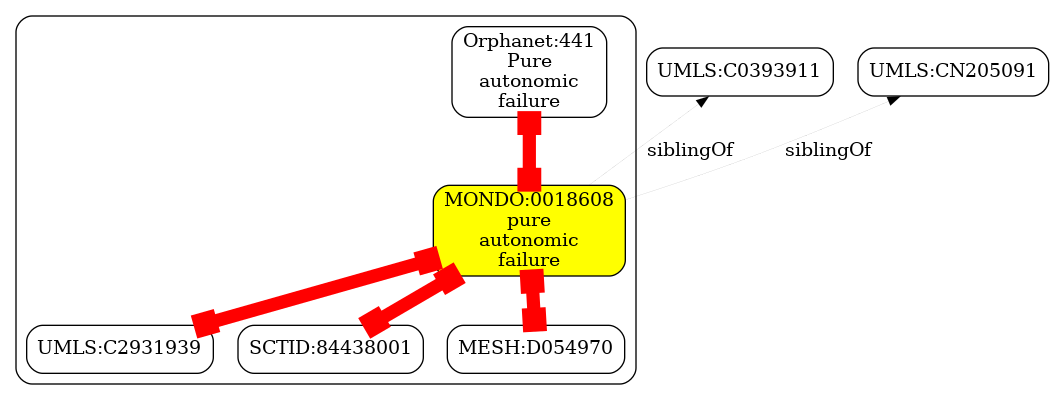 Orphanet:441
Pure
autonomic
failure
UMLS:C0393911
UMLS:CN205091
siblingOf
siblingOf
MONDO:0018608
pure
autonomic
failure
UMLS:C2931939
SCTID:84438001
MESH:D054970